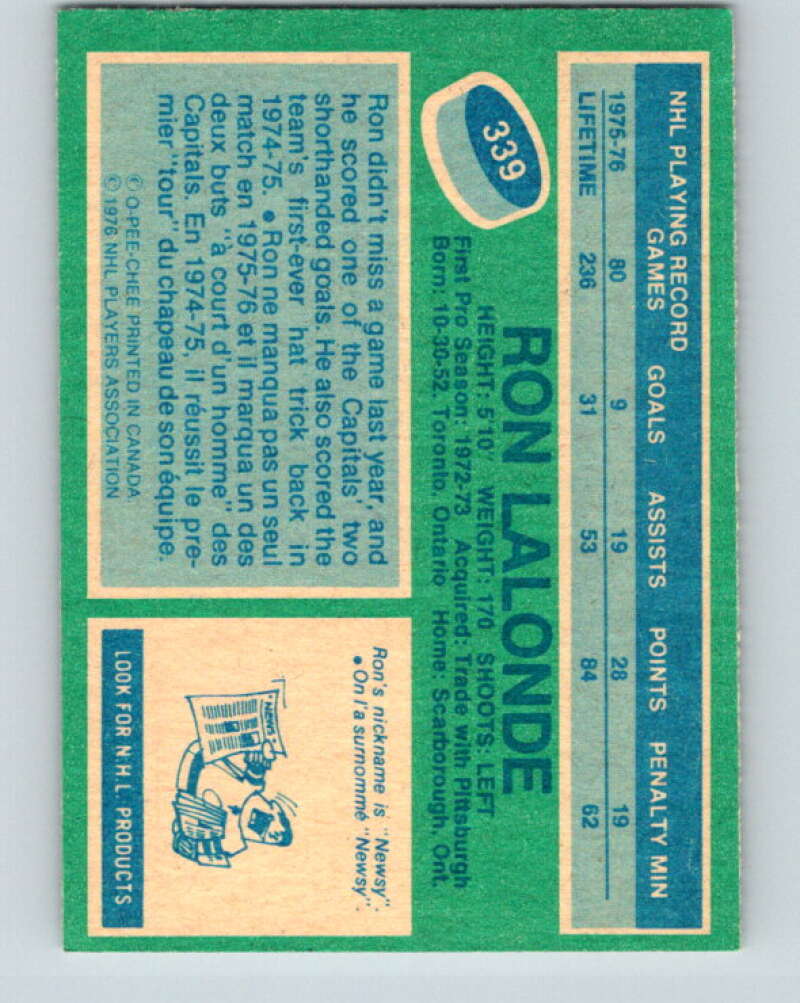 NHL PLAYING RECORD
GAMES GOALS ASSISTS POINTS PENALTY MIN
1975-76 80 9 19 28 19
LIFETIME 236 31 53 84 62
339
RON LALONDE
HEIGHT: 5'10" WEIGHT: 170 SHOOTS: LEFT
First Pro Season: 1972-73 Acquired: Trade with Pittsburgh
Born: 10-30-52. Toronto, Ontario Home: Scarborough, Ont.
Ron didn't miss a game last year, and
he scored one of the Capitals' two
shorthanded goals. He also scored the
team's first-ever hat trick back in
1974-75. • Ron ne manqua pas un seul
match en 1975-76 et il marqua un des
deux buts "à court d'un homme" des
Capitals. En 1974-75, il réussit le pre-
mier "tour" du chapeau de son équipe.
© O-PEE-CHEE PRINTED IN CANADA
© 1976 NHL PLAYERS ASSOCIATION
Ron's nickname is "Newsy".
• On l'a surnommé "Newsy".
NEWS
LOOK FOR N.H.L. PRODUCTS